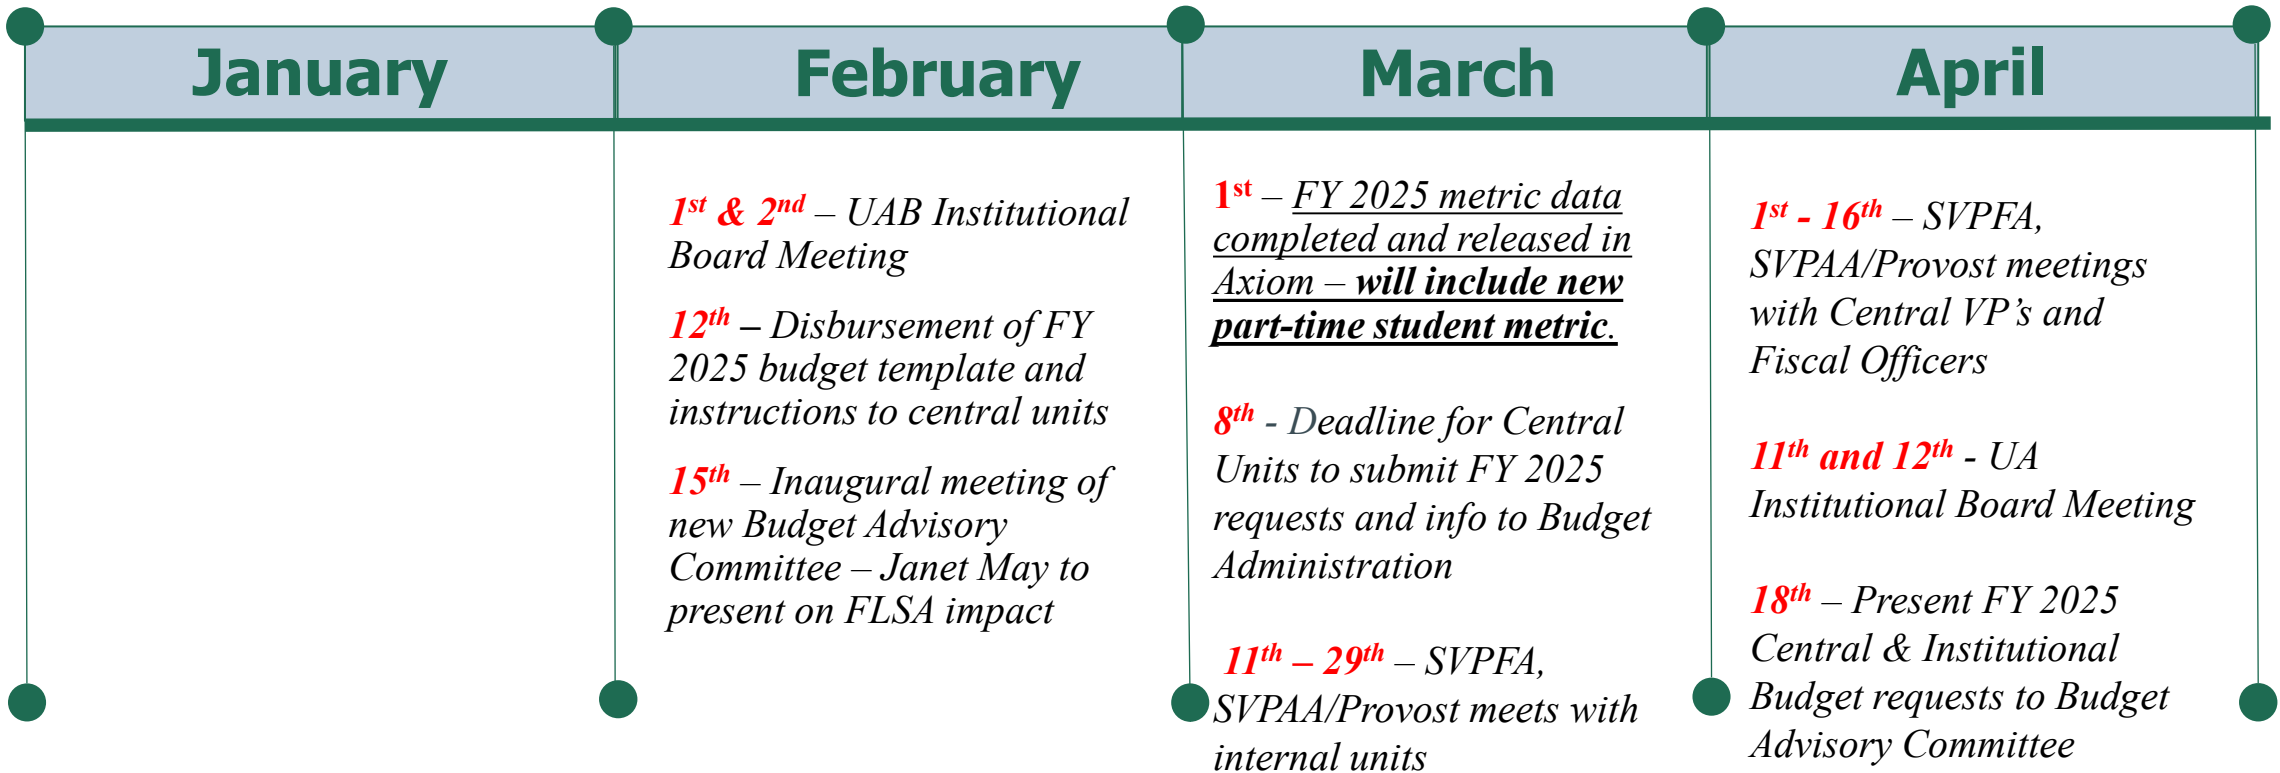 January
February
March
April
1st & 2nd – UAB Institutional
Board Meeting
12th – Disbursement of FY
2025 budget template and
instructions to central units
15th – Inaugural meeting of
new Budget Advisory
Committee – Janet May to
present on FLSA impact
1st – FY 2025 metric data
completed and released in
Axiom – will include new
part-time student metric.
8th - Deadline for Central
Units to submit FY 2025
requests and info to Budget
Administration
11th – 29th – SVPFA,
SVPAA/Provost meets with
internal units
1st - 16th – SVPFA,
SVPAA/Provost meetings
with Central VP’s and
Fiscal Officers
11th and 12th - UA
Institutional Board Meeting
18th – Present FY 2025
Central & Institutional
Budget requests to Budget
Advisory Committee